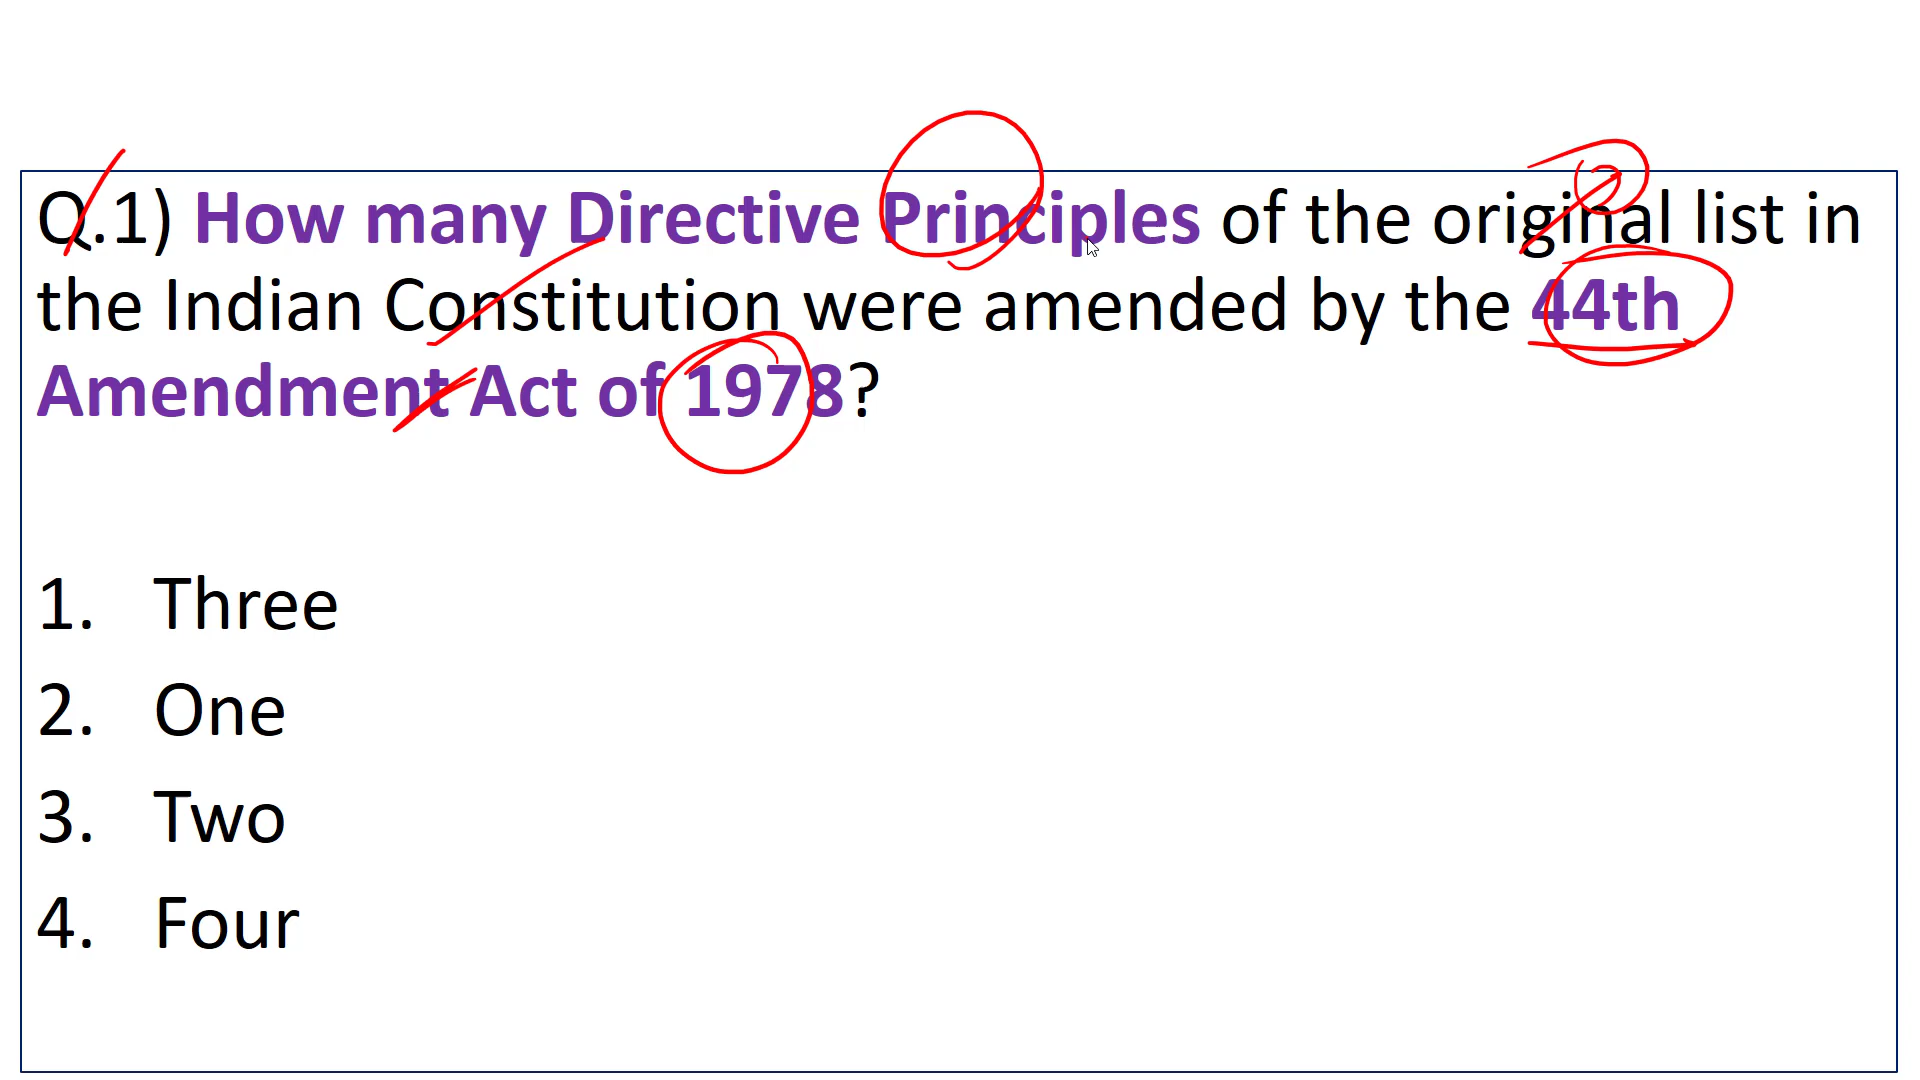 Q.1) How many Directive Principles of the original list in
the Indian Constitution were amended by the 44th
Amendment Act of 1978?
1. Three
2. One
3. Two
4. Four